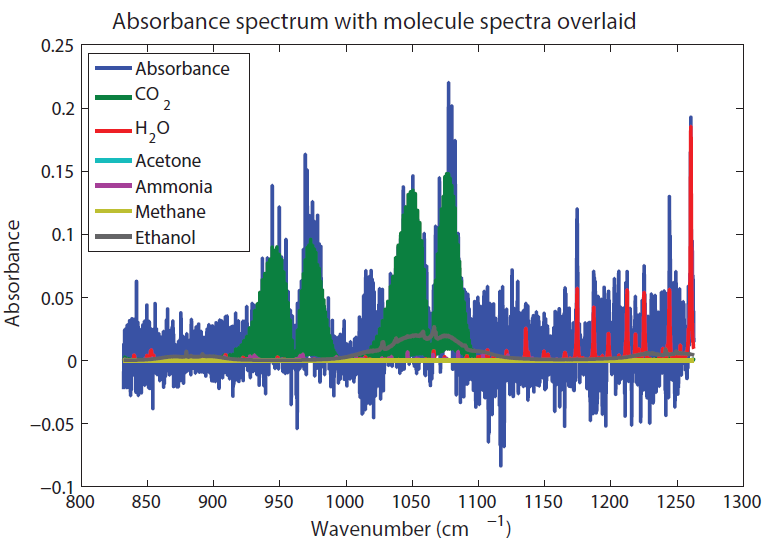 Absorbance spectrum with molecule spectra overlaid
0.25
0.2
0.15
0.1
0.05
0
−0.05
−0.1
Absorbance
Absorbance
CO2
H2O
Acetone
Ammonia
Methane
Ethanol
800 850 900 950 1000 1050 1100 1150 1200 1250 1300
Wavenumber (cm −1)